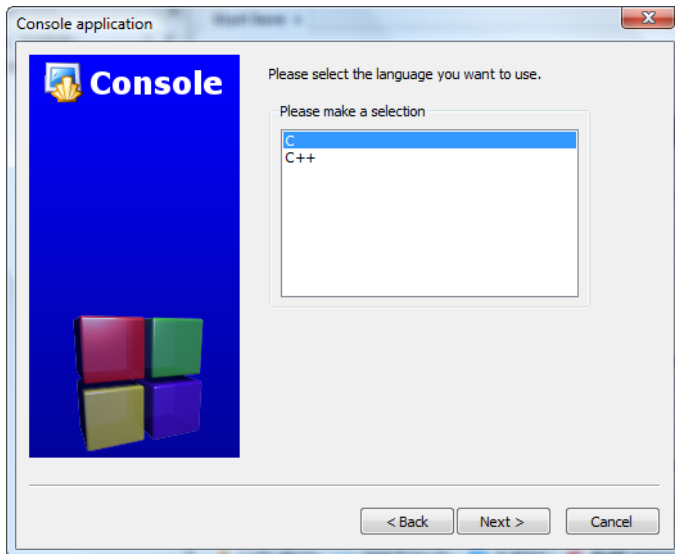 Console application
Console
Please select the language you want to use.
Please make a selection
C
C++
< Back
Next >
Cancel